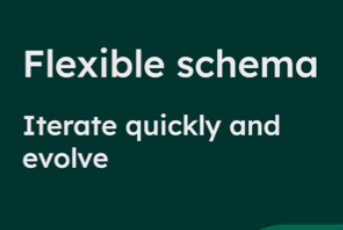 Flexible schema
Iterate quickly and
evolve